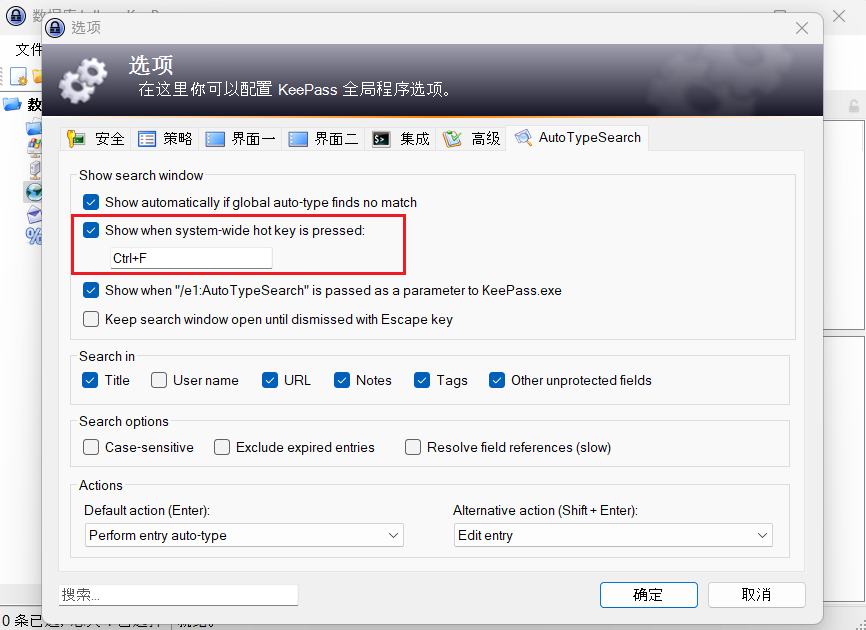 选项
文件
选项
在这里你可以配置 KeePass 全局程序选项。
数
安全 策略 界面一 界面二 集成 高级 AutoTypeSearch
Show search window
Show automatically if global auto-type finds no match
Show when system-wide hot key is pressed:
Ctrl+F
Show when "/e1:AutoTypeSearch" is passed as a parameter to KeePass.exe
Keep search window open until dismissed with Escape key
Search in
Title User name URL Notes Tags Other unprotected fields
Search options
Case-sensitive Exclude expired entries Resolve field references (slow)
Actions
Default action (Enter): Alternative action (Shift + Enter):
Perform entry auto-type Edit entry
搜索...
确定 取消
0 条已